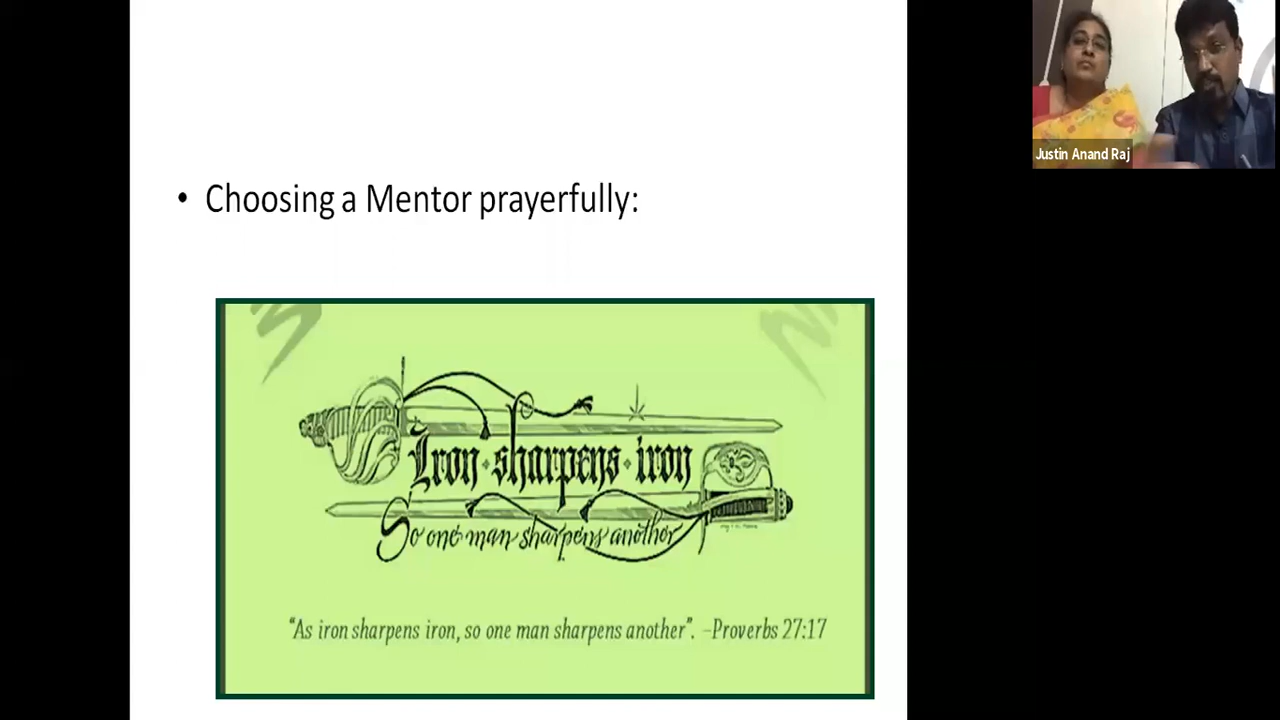 Justin Anand Raj
• Choosing a Mentor prayerfully:
Iron·sharpens·iron
So one man sharpens another
“As iron sharpens iron, so one man sharpens another”. –Proverbs 27:17